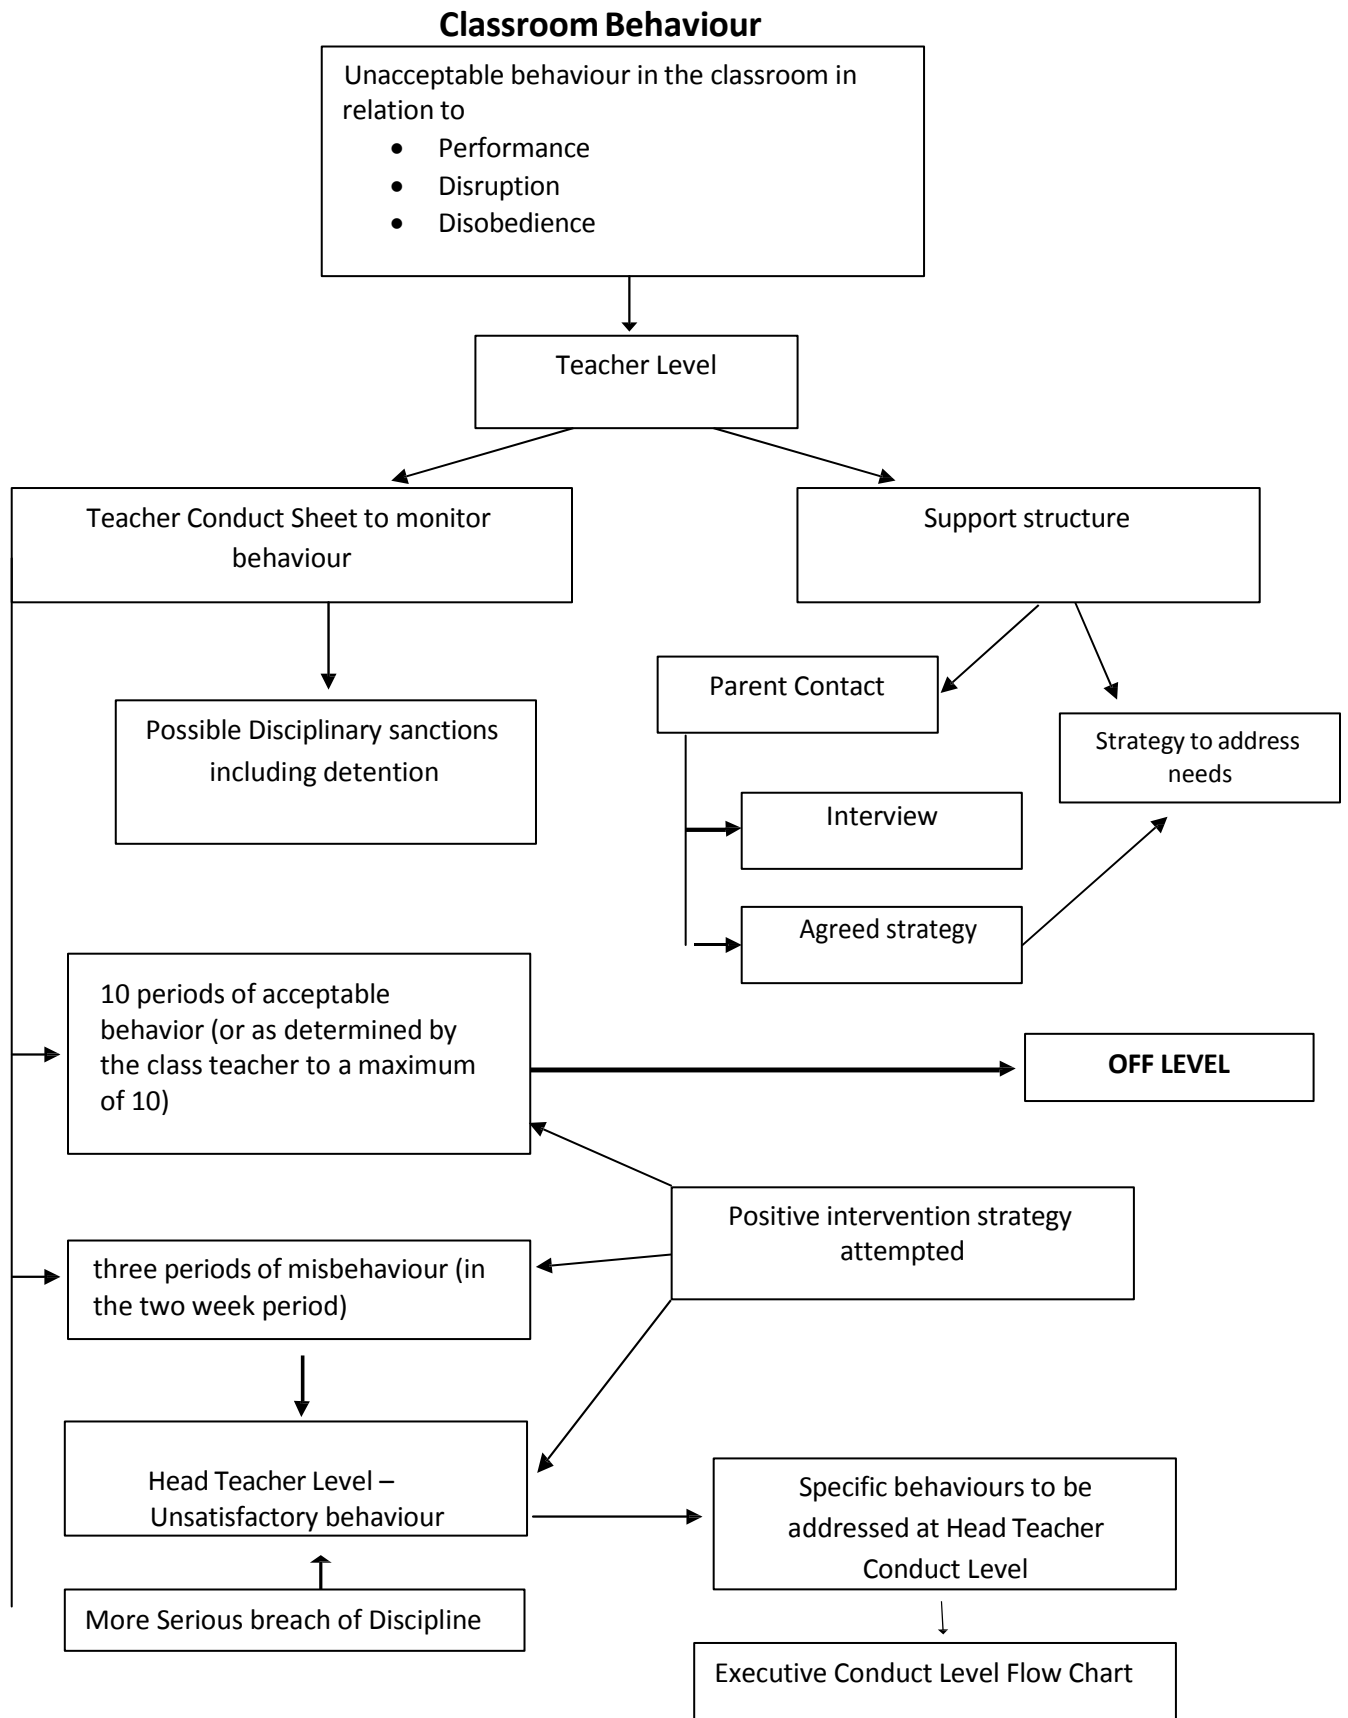 Classroom Behaviour
Unacceptable behaviour in the classroom in
relation to
• Performance
• Disruption
• Disobedience
Teacher Level
Teacher Conduct Sheet to monitor
behaviour
Support structure
Parent Contact
Possible Disciplinary sanctions
including detention
Strategy to address
needs
Interview
Agreed strategy
10 periods of acceptable
behavior (or as determined by
the class teacher to a maximum
of 10)
OFF LEVEL
Positive intervention strategy
attempted
three periods of misbehaviour (in
the two week period)
Head Teacher Level –
Unsatisfactory behaviour
Specific behaviours to be
addressed at Head Teacher
Conduct Level
More Serious breach of Discipline
Executive Conduct Level Flow Chart